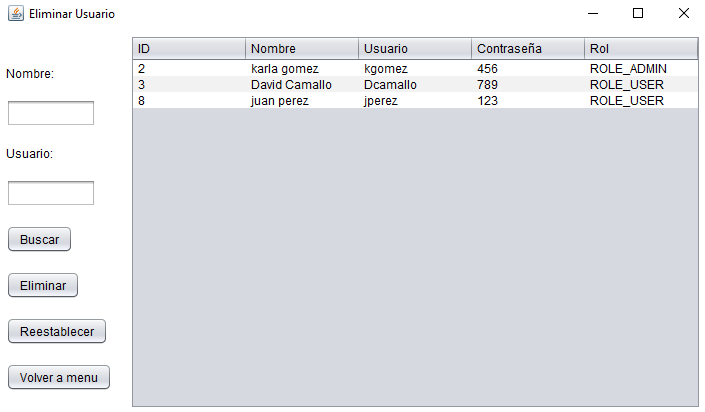 Eliminar Usuario
Nombre:
Usuario:
Buscar
Eliminar
Reestablecer
Volver a menu
ID Nombre Usuario Contraseña Rol
2 karla gomez kgomez 456 ROLE_ADMIN
3 David Camallo Dcamallo 789 ROLE_USER
8 juan perez jperez 123 ROLE_USER